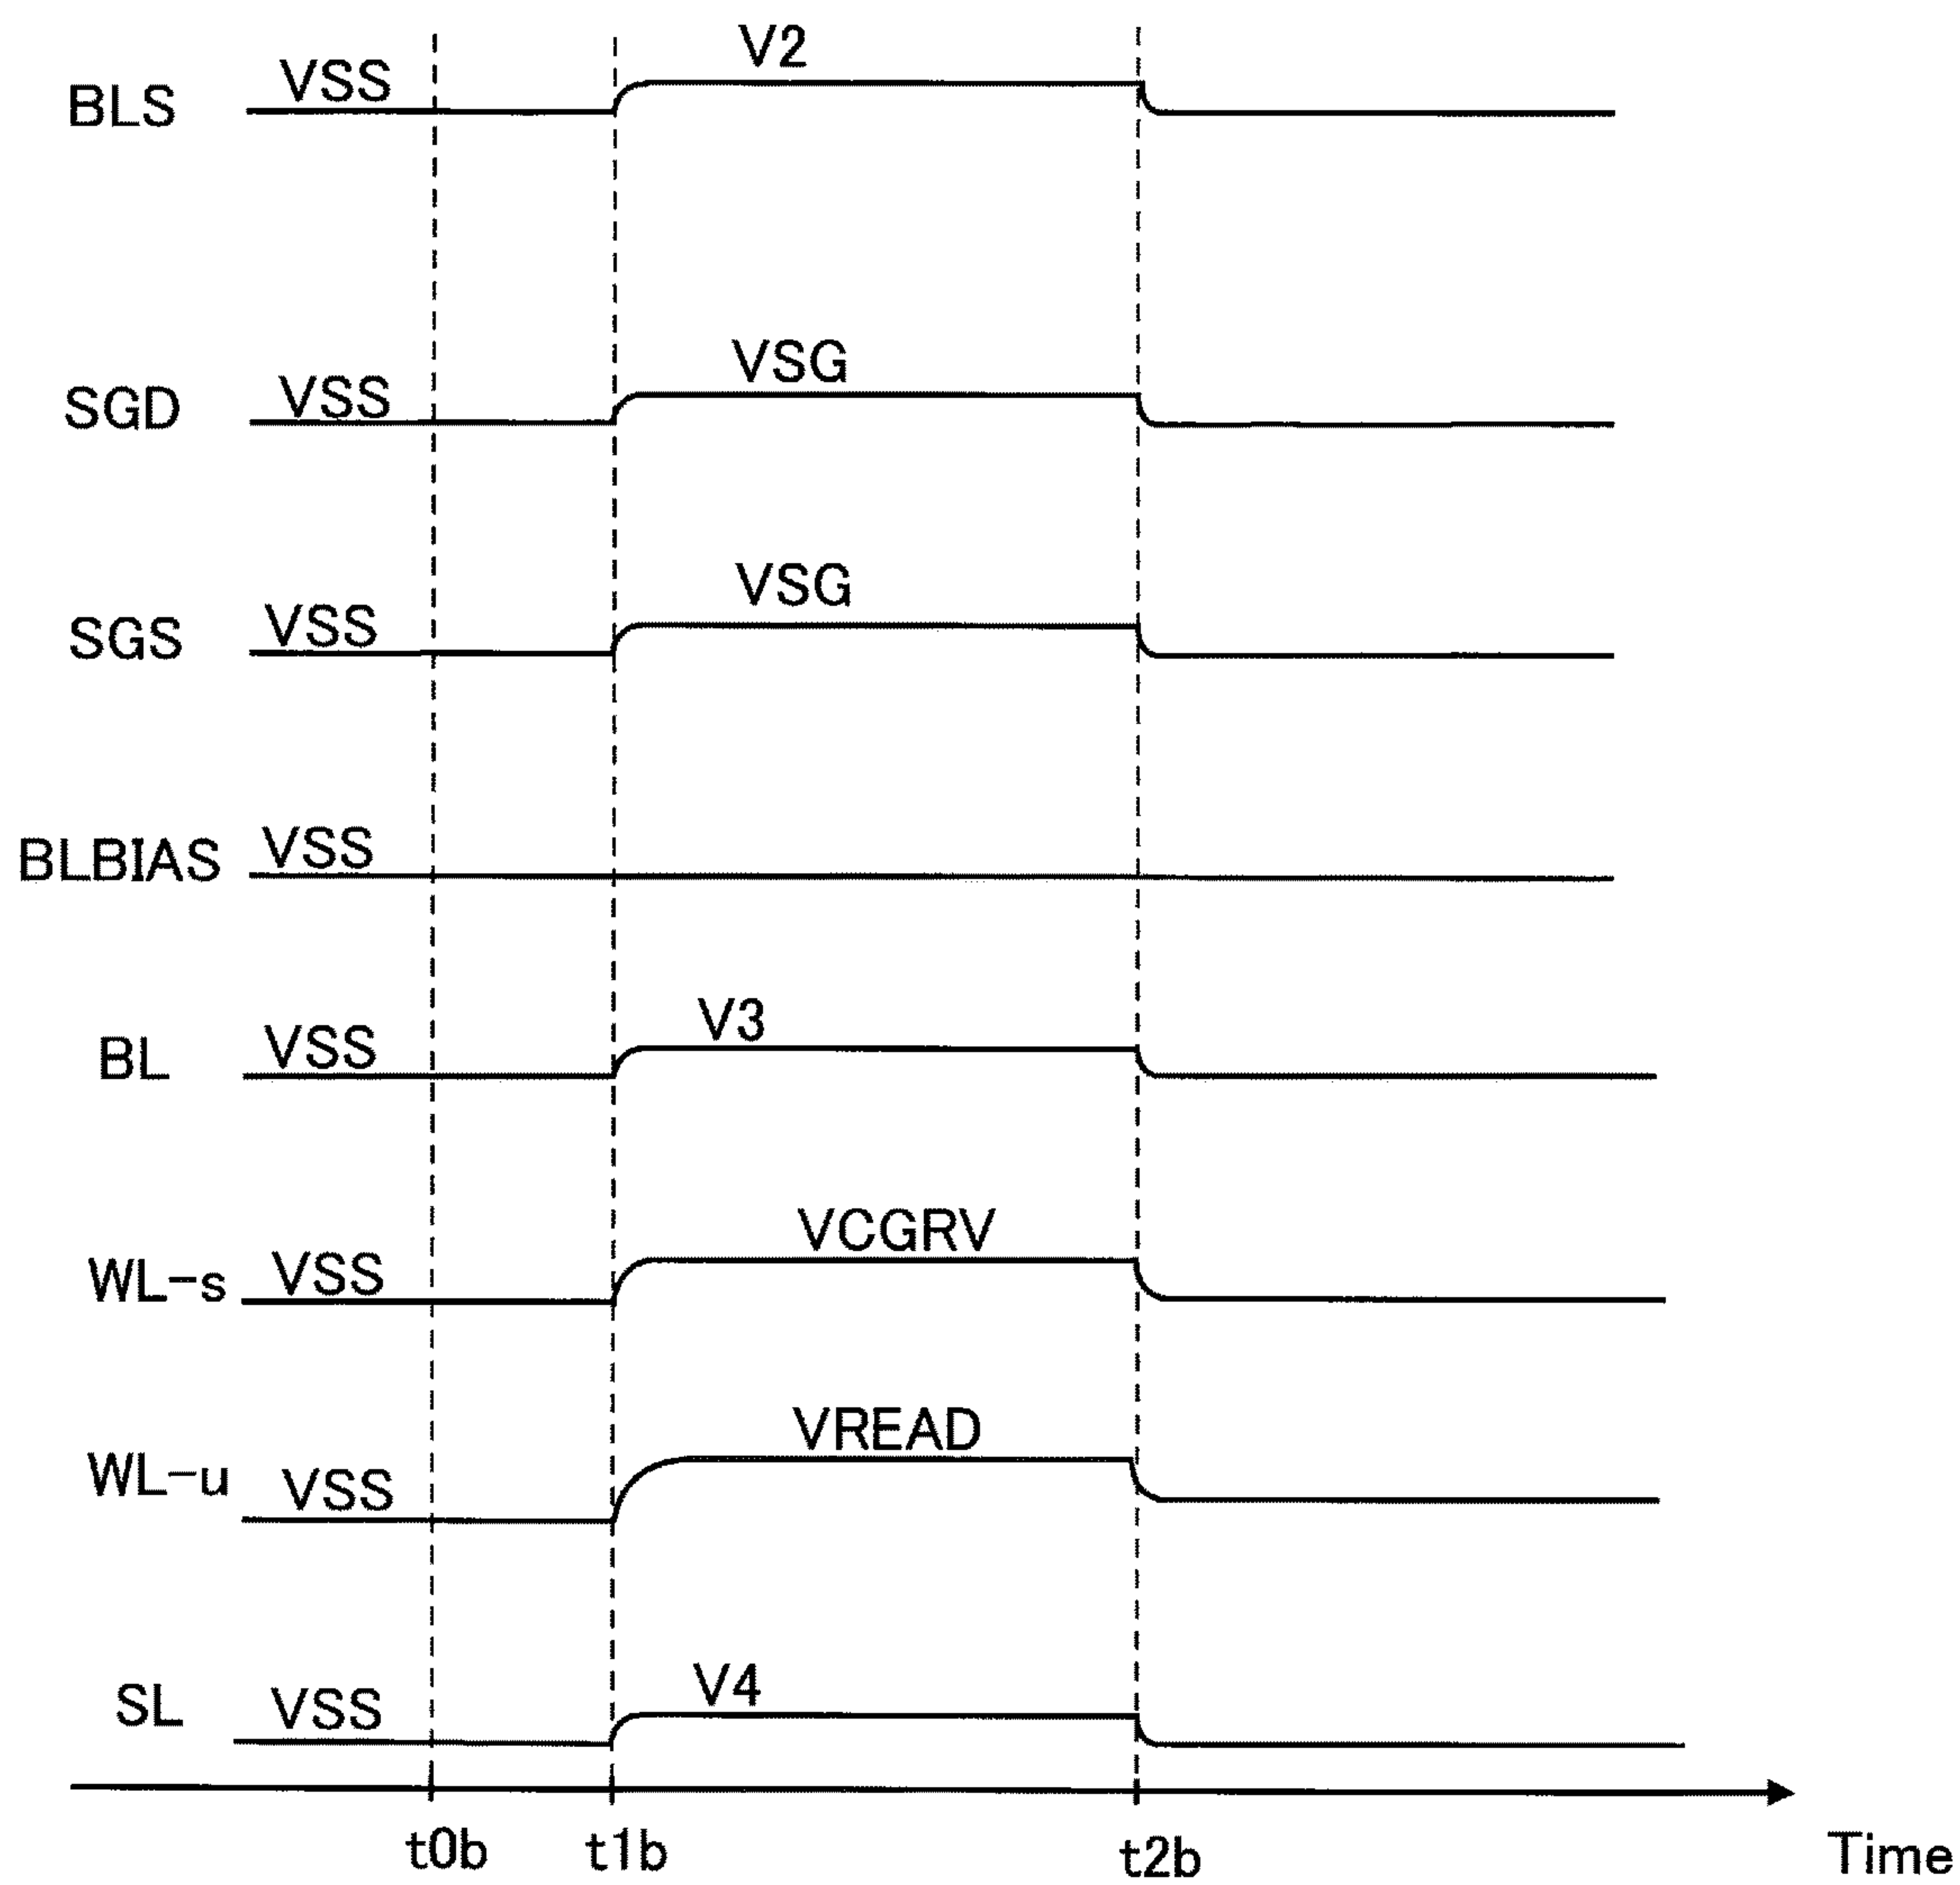 BLS VSS V2
SGD VSS VSG
SGS VSS VSG
BLBIAS VSS
BL VSS V3
WL-s VSS VCGRV
WL-u VSS VREAD
SL VSS V4
t0b t1b t2b Time